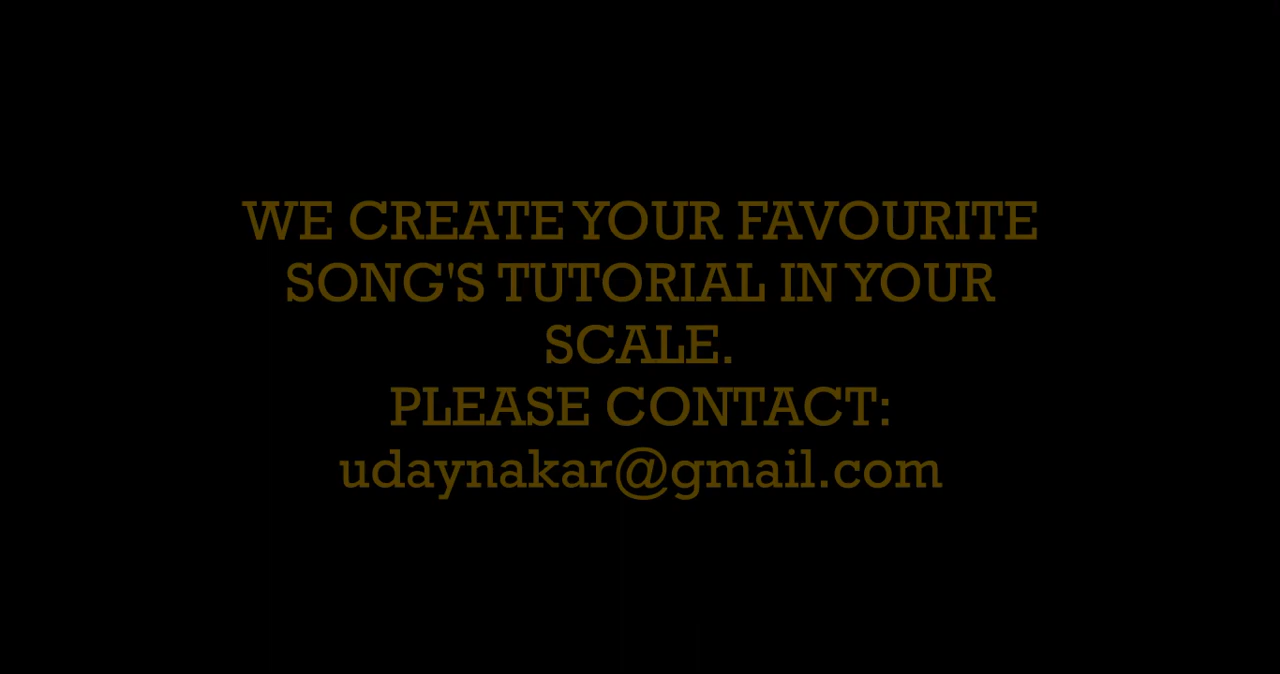 WE CREATE YOUR FAVOURITE
SONG'S TUTORIAL IN YOUR
SCALE.
PLEASE CONTACT:
udaynakar@gmail.com